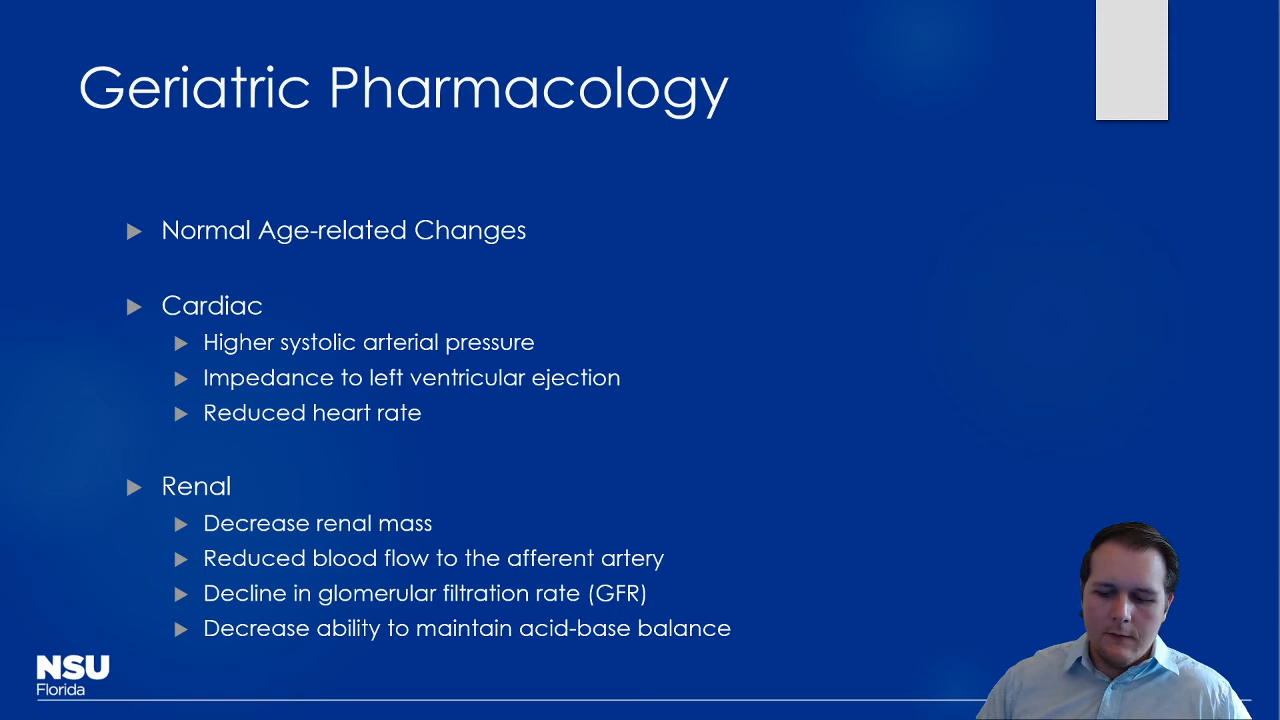 Geriatric Pharmacology
Normal Age-related Changes
Cardiac
Higher systolic arterial pressure
Impedance to left ventricular ejection
Reduced heart rate
Renal
Decrease renal mass
Reduced blood flow to the afferent artery
Decline in glomerular filtration rate (GFR)
Decrease ability to maintain acid-base balance
NSU
Florida